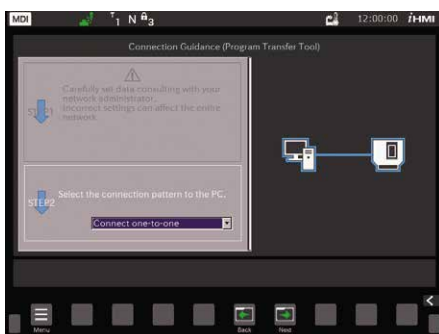 MDI
T1 N 3
12:00:00 iHMI
Connection Guidance (Program Transfer Tool)
Carefully set data consulting with your
network administrator.
Incorrect settings can affect the entire
network.
STEP1
Select the connection pattern to the PC.
STEP2
Connect one-to-one
Menu
Back
Next